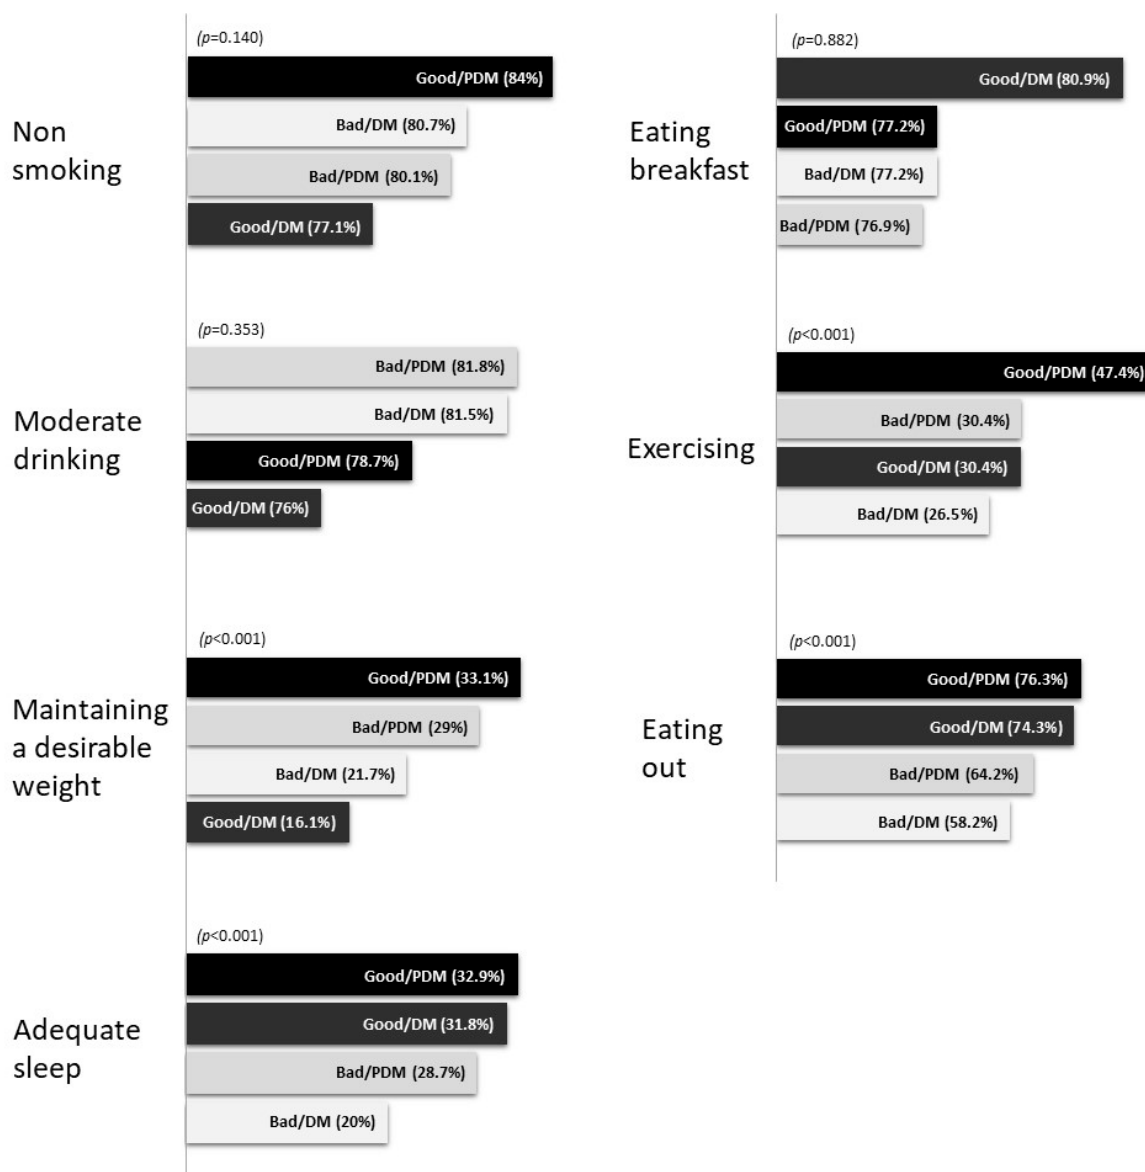 (p=0.140)
Non
smoking
Good/PDM (84%)
Bad/DM (80.7%)
Bad/PDM (80.1%)
Good/DM (77.1%)
(p=0.353)
Moderate
drinking
Bad/PDM (81.8%)
Bad/DM (81.5%)
Good/PDM (78.7%)
Good/DM (76%)
(p<0.001)
Maintaining
a desirable
weight
Good/PDM (33.1%)
Bad/PDM (29%)
Bad/DM (21.7%)
Good/DM (16.1%)
(p<0.001)
Adequate
sleep
Good/PDM (32.9%)
Good/DM (31.8%)
Bad/PDM (28.7%)
Bad/DM (20%)
(p=0.882)
Eating
breakfast
Good/DM (80.9%)
Good/PDM (77.2%)
Bad/DM (77.2%)
Bad/PDM (76.9%)
(p<0.001)
Exercising
Good/PDM (47.4%)
Bad/PDM (30.4%)
Good/DM (30.4%)
Bad/DM (26.5%)
(p<0.001)
Eating
out
Good/PDM (76.3%)
Good/DM (74.3%)
Bad/PDM (64.2%)
Bad/DM (58.2%)